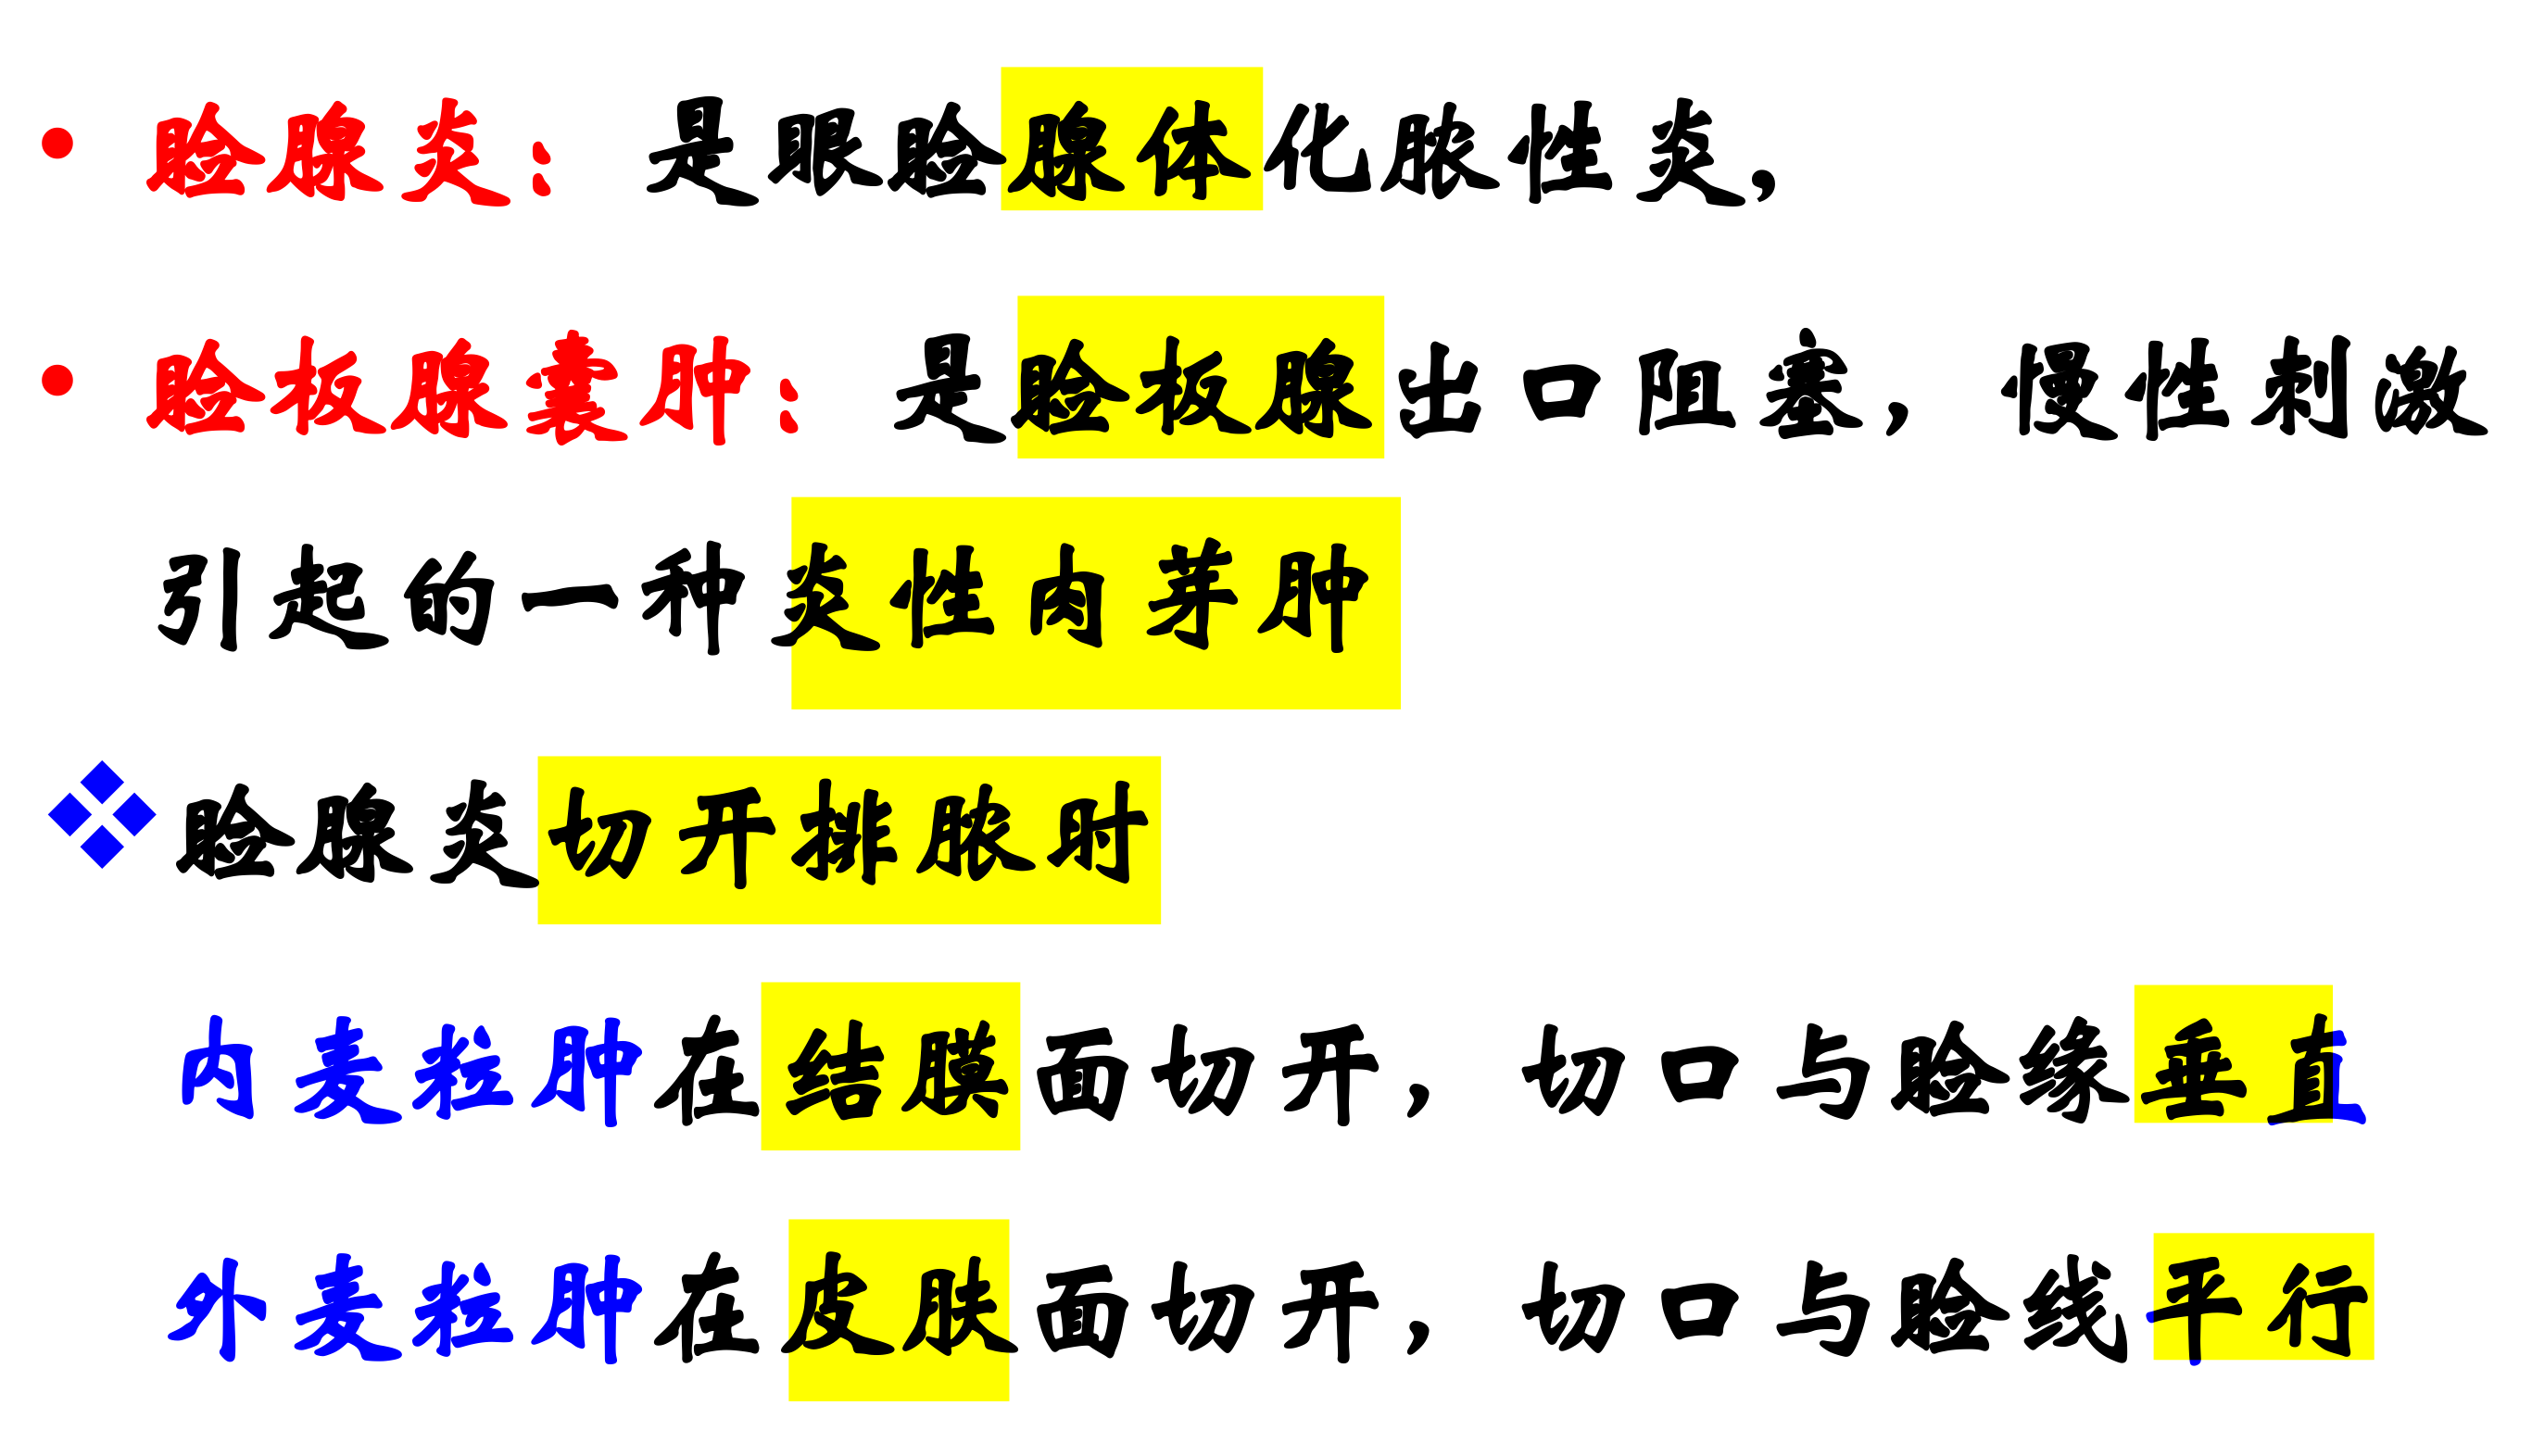 • 睑腺炎：是眼睑腺体化脓性炎，
• 睑板腺囊肿：是睑板腺出口阻塞，慢性刺激
引起的一种炎性肉芽肿
❖睑腺炎切开排脓时
内麦粒肿在结膜面切开，切口与睑缘垂直
外麦粒肿在皮肤面切开，切口与睑线平行